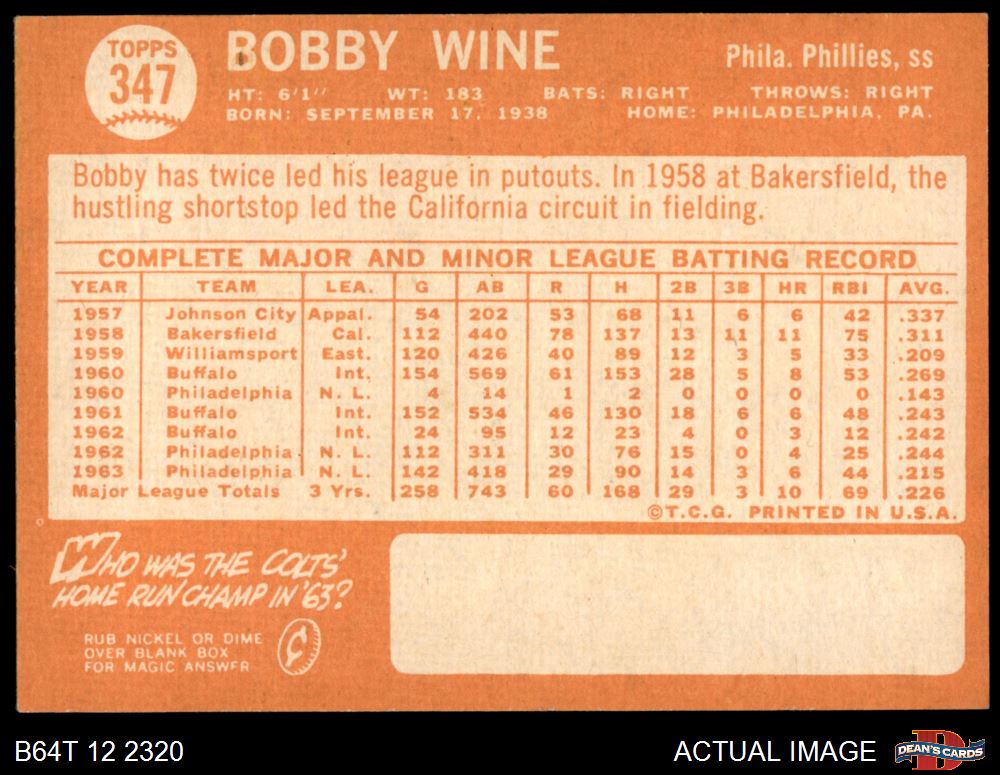 TOPPS
347
BOBBY WINE
Phila. Phillies, ss
HT: 6'1" WT: 183 BATS: RIGHT THROWS: RIGHT
BORN: SEPTEMBER 17, 1938 HOME: PHILADELPHIA, PA.
Bobby has twice led his league in putouts. In 1958 at Bakersfield, the
hustling shortstop led the California circuit in fielding.
COMPLETE MAJOR AND MINOR LEAGUE BATTING RECORD
YEAR TEAM LEA. G AB R H 2B 3B HR RBI AVG.
1957 Johnson City Appal. 54 202 53 68 11 6 6 42 .337
1958 Bakersfield Cal. 112 440 78 137 13 11 11 75 .311
1959 Williamsport East. 120 426 40 89 12 3 5 33 .209
1960 Buffalo Int. 154 569 61 153 28 5 8 53 .269
1960 Philadelphia N. L. 4 14 1 2 0 0 0 0 .143
1961 Buffalo Int. 152 534 46 130 18 6 6 48 .243
1962 Buffalo Int. 24 95 12 23 4 0 3 12 .242
1962 Philadelphia N. L. 112 311 30 76 15 0 4 25 .244
1963 Philadelphia N. L. 142 418 29 90 14 3 6 44 .215
Major League Totals 3 Yrs. 258 743 60 168 29 3 10 69 .226
©T.C.G. PRINTED IN U.S.A.
WHO WAS THE COLTS'
HOME RUN CHAMP IN '63?
RUB NICKEL OR DIME
OVER BLANK BOX
FOR MAGIC ANSWER
¢
B64T 12 2320
ACTUAL IMAGE
D
DEAN'S CARDS